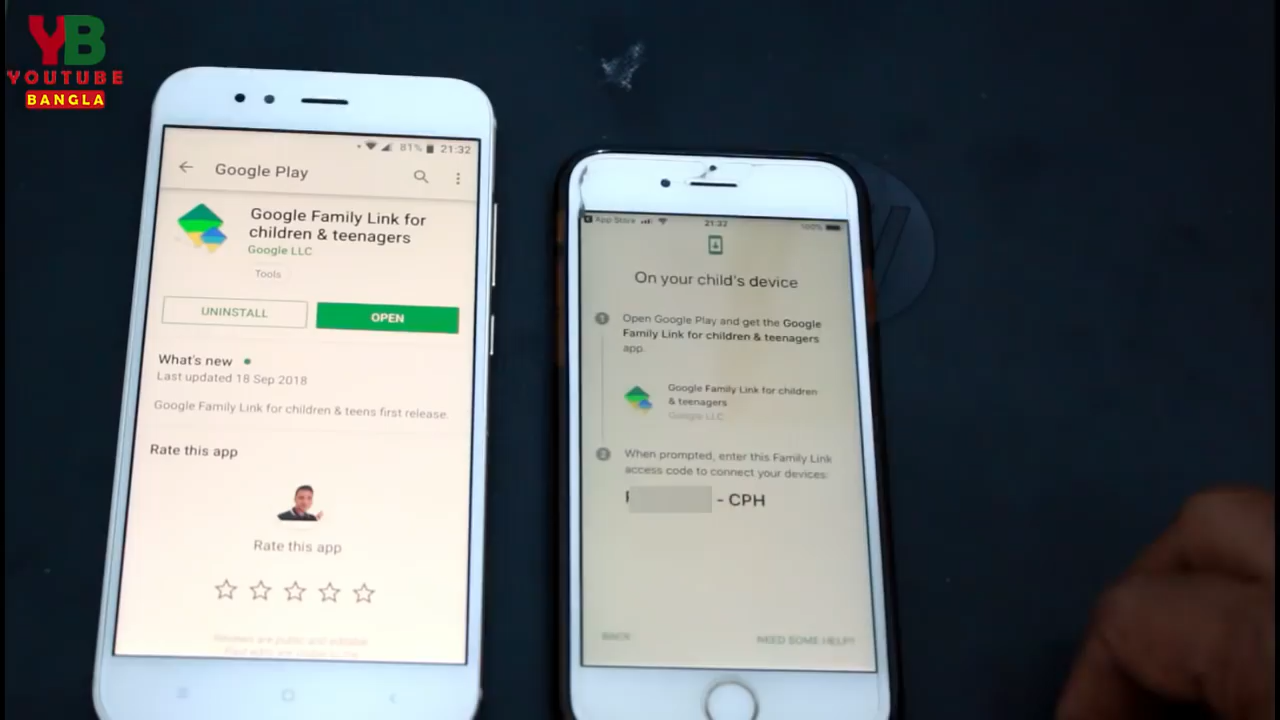 YB
YOUTUBE
BANGLA
81% 21:32
Google Play
Google Family Link for
children & teenagers
Google LLC
Tools
UNINSTALL
OPEN
What's new
Last updated 18 Sep 2018
Google Family Link for children & teens first release.
Rate this app
Rate this app
App Store 21:32 100%
On your child's device
1 Open Google Play and get the Google
Family Link for children & teenagers
app.
Google Family Link for children
& teenagers
Google LLC
2 When prompted, enter this Family Link
access code to connect your devices:
- CPH
BACK
NEED SOME HELP?